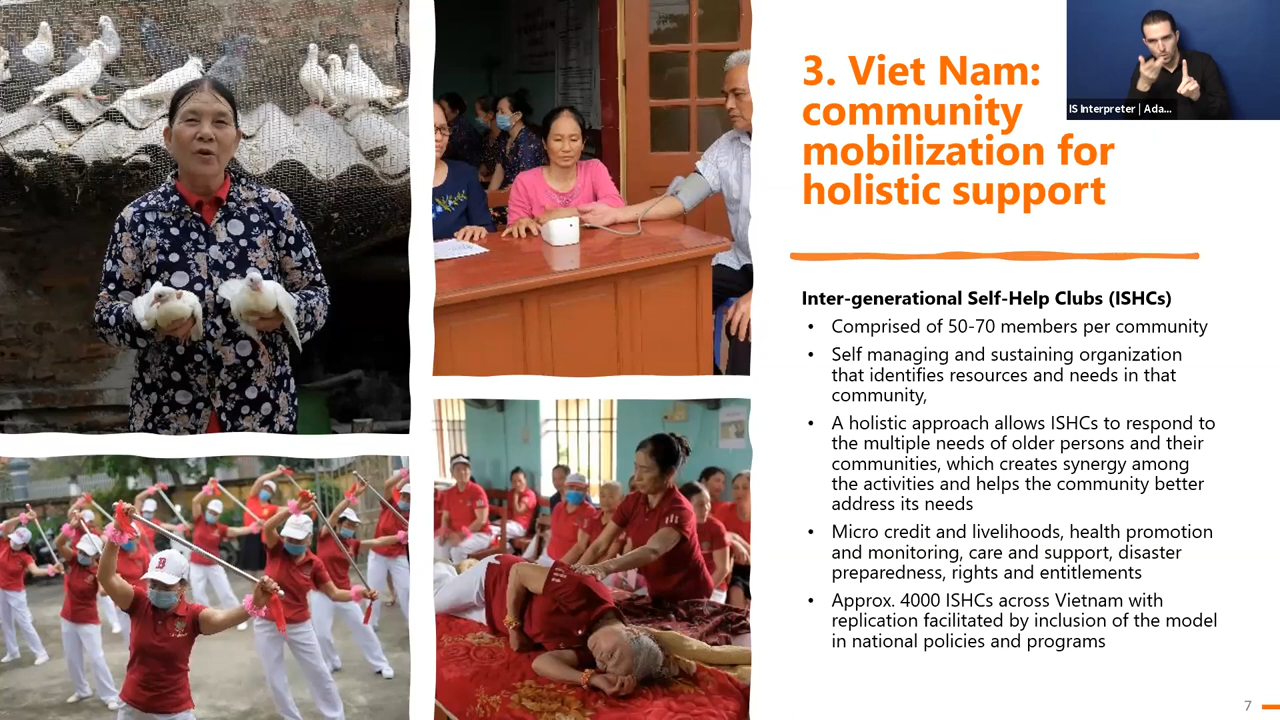 3. Viet Nam:
community
mobilization for
holistic support
IS Interpreter | Ada...
Inter-generational Self-Help Clubs (ISHCs)
• Comprised of 50-70 members per community
• Self managing and sustaining organization
that identifies resources and needs in that
community,
• A holistic approach allows ISHCs to respond to
the multiple needs of older persons and their
communities, which creates synergy among
the activities and helps the community better
address its needs
• Micro credit and livelihoods, health promotion
and monitoring, care and support, disaster
preparedness, rights and entitlements
• Approx. 4000 ISHCs across Vietnam with
replication facilitated by inclusion of the model
in national policies and programs
7
B